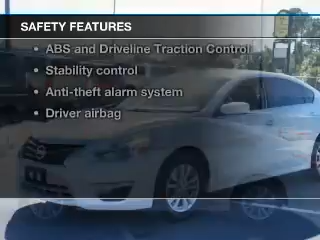 SAFETY FEATURES
• ABS and Driveline Traction Control
• Stability control
• Anti-theft alarm system
• Driver airbag